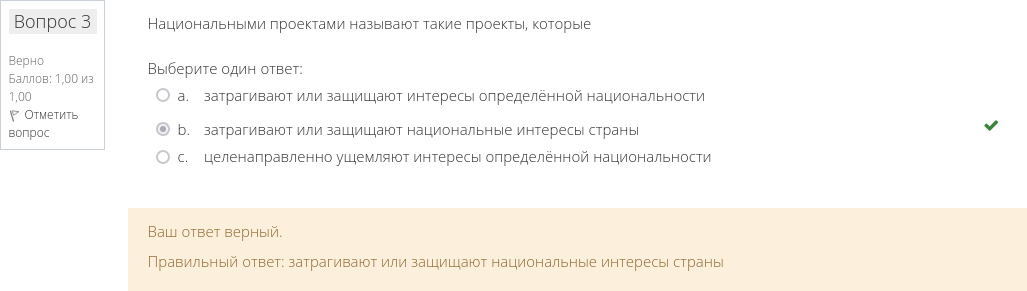 Вопрос 3
Верно
Баллов: 1,00 из
1,00
Отметить
вопрос
Национальными проектами называют такие проекты, которые
Выберите один ответ:
a. затрагивают или защищают интересы определённой национальности
b. затрагивают или защищают национальные интересы страны
c. целенаправленно ущемляют интересы определённой национальности
Ваш ответ верный.
Правильный ответ: затрагивают или защищают национальные интересы страны